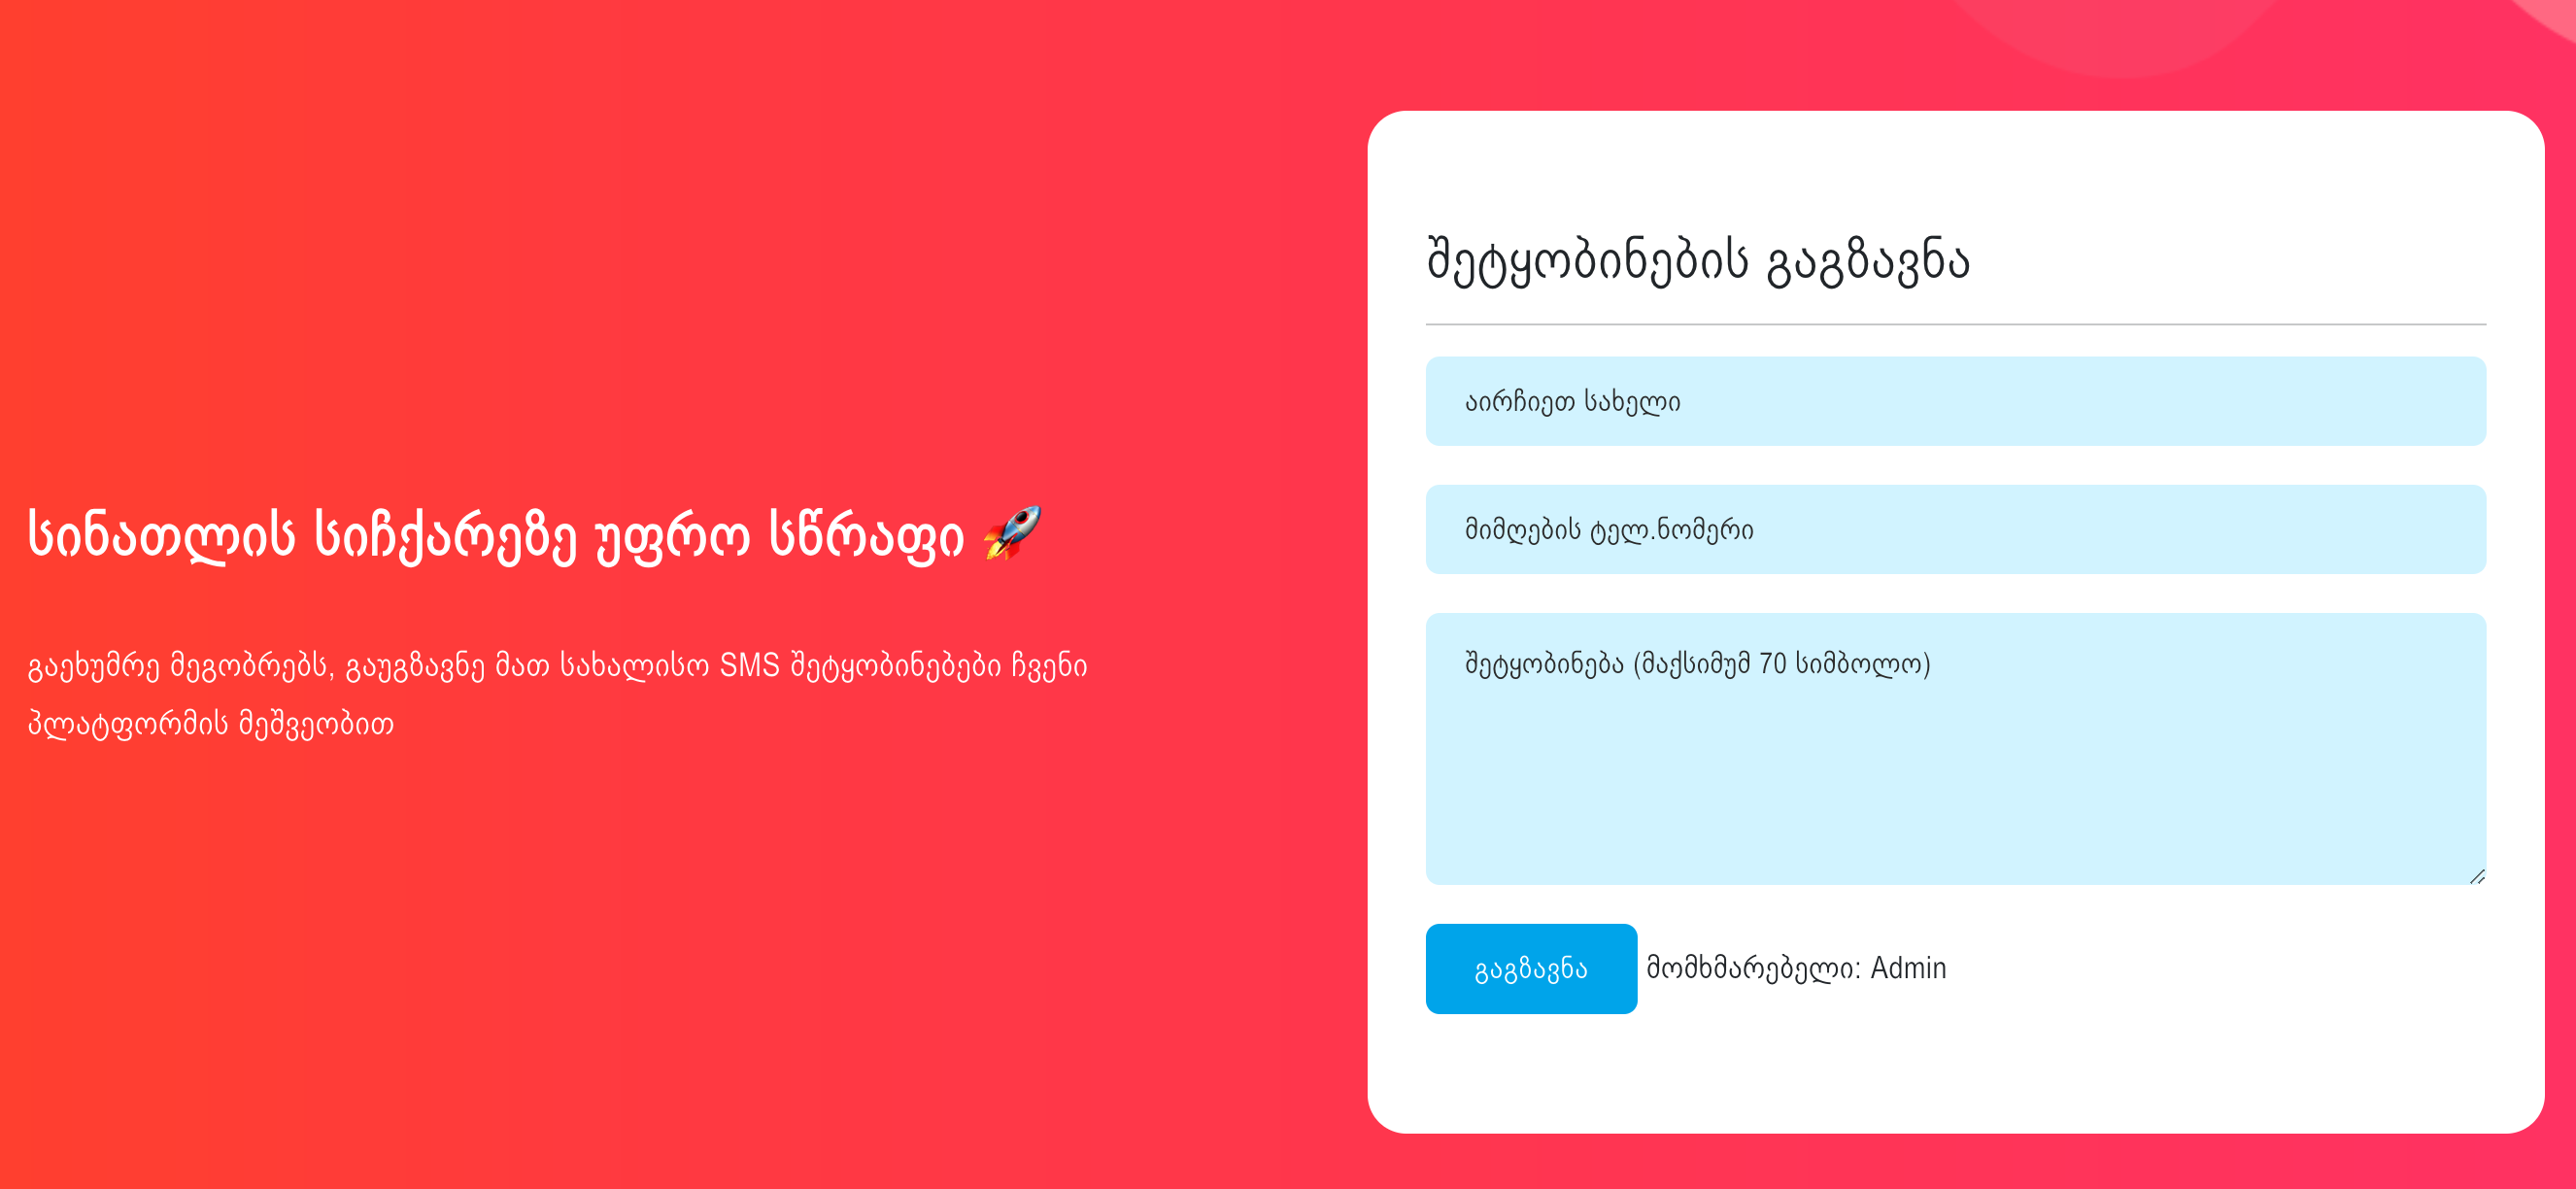 სინათლის სიჩქარეზე უფრო სწრაფი 🚀
გაეხუმრე მეგობრებს, გაუგზავნე მათ სახალისო SMS შეტყობინებები ჩვენი
პლატფორმის მეშვეობით
შეტყობინების გაგზავნა
აირჩიეთ სახელი
მიმღების ტელ.ნომერი
შეტყობინება (მაქსიმუმ 70 სიმბოლო)
გაგზავნა მომხმარებელი: Admin